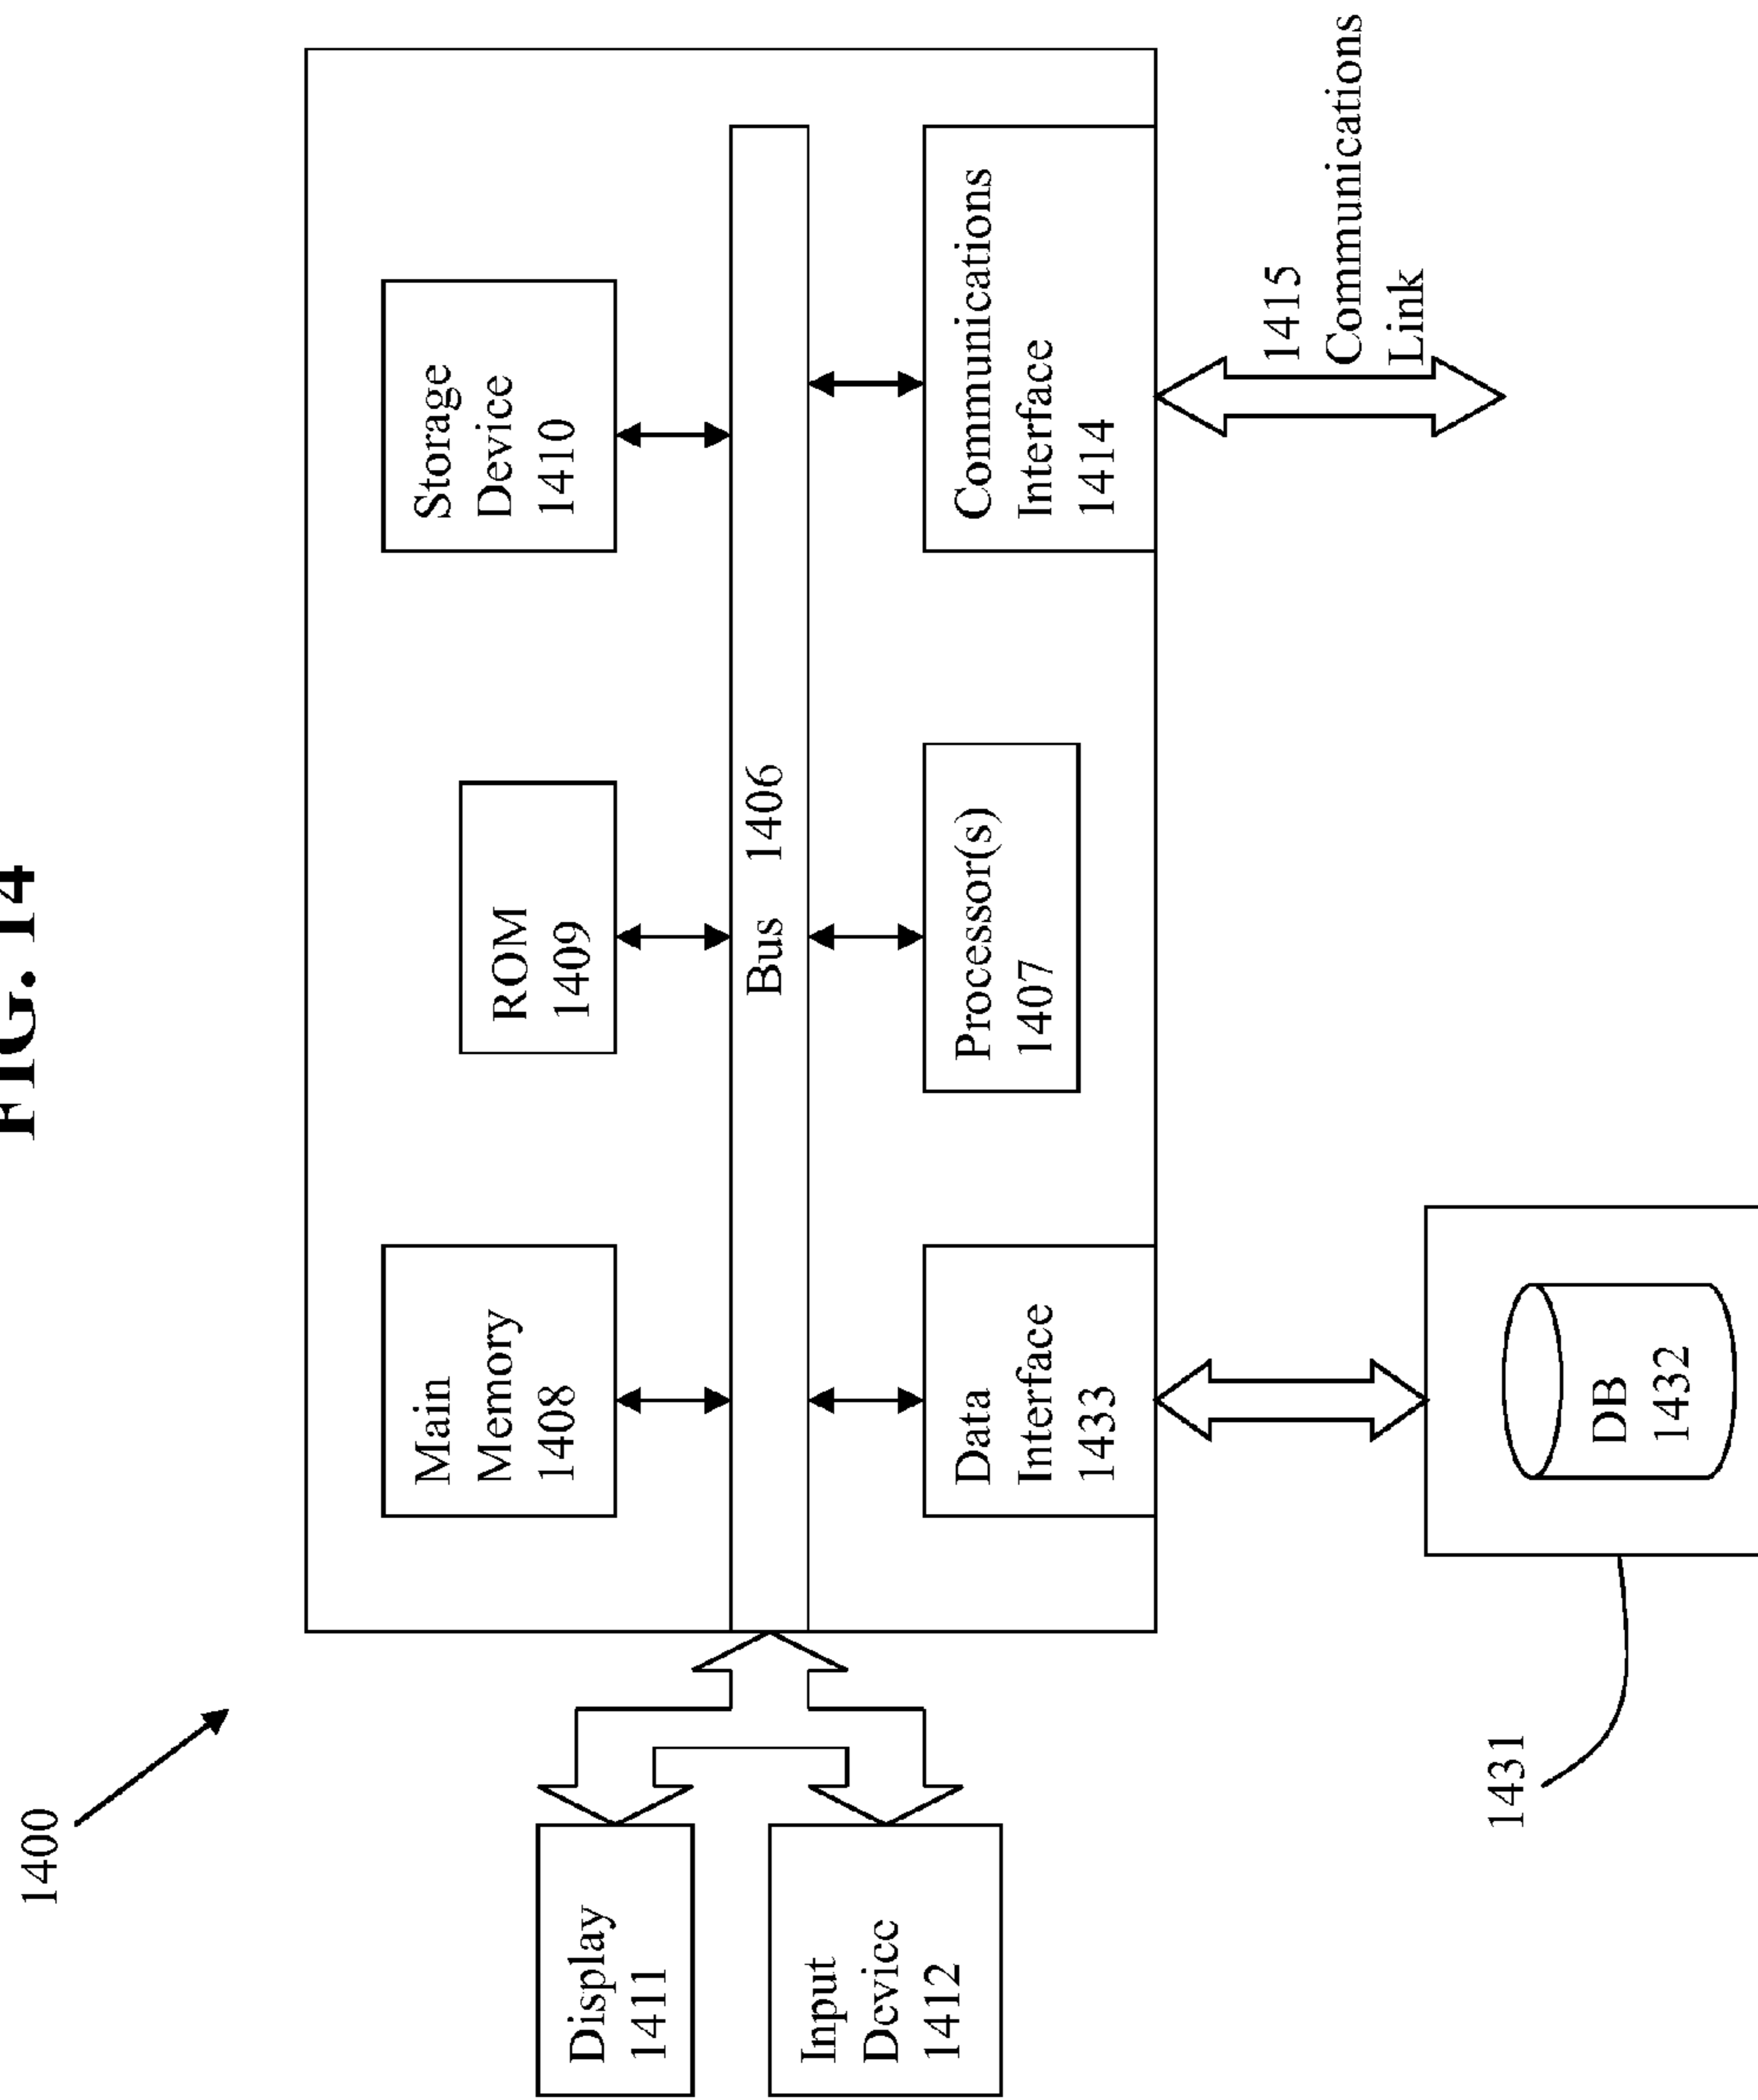 FIG. 14
1400
Main
Memory
1408
ROM
1409
Storage
Device
1410
Display
1411
Bus 1406
Input
Device
1412
Data
Interface
1433
Processor(s)
1407
Communications
Interface
1414
1415
Communications
Link
1431
DB
1432